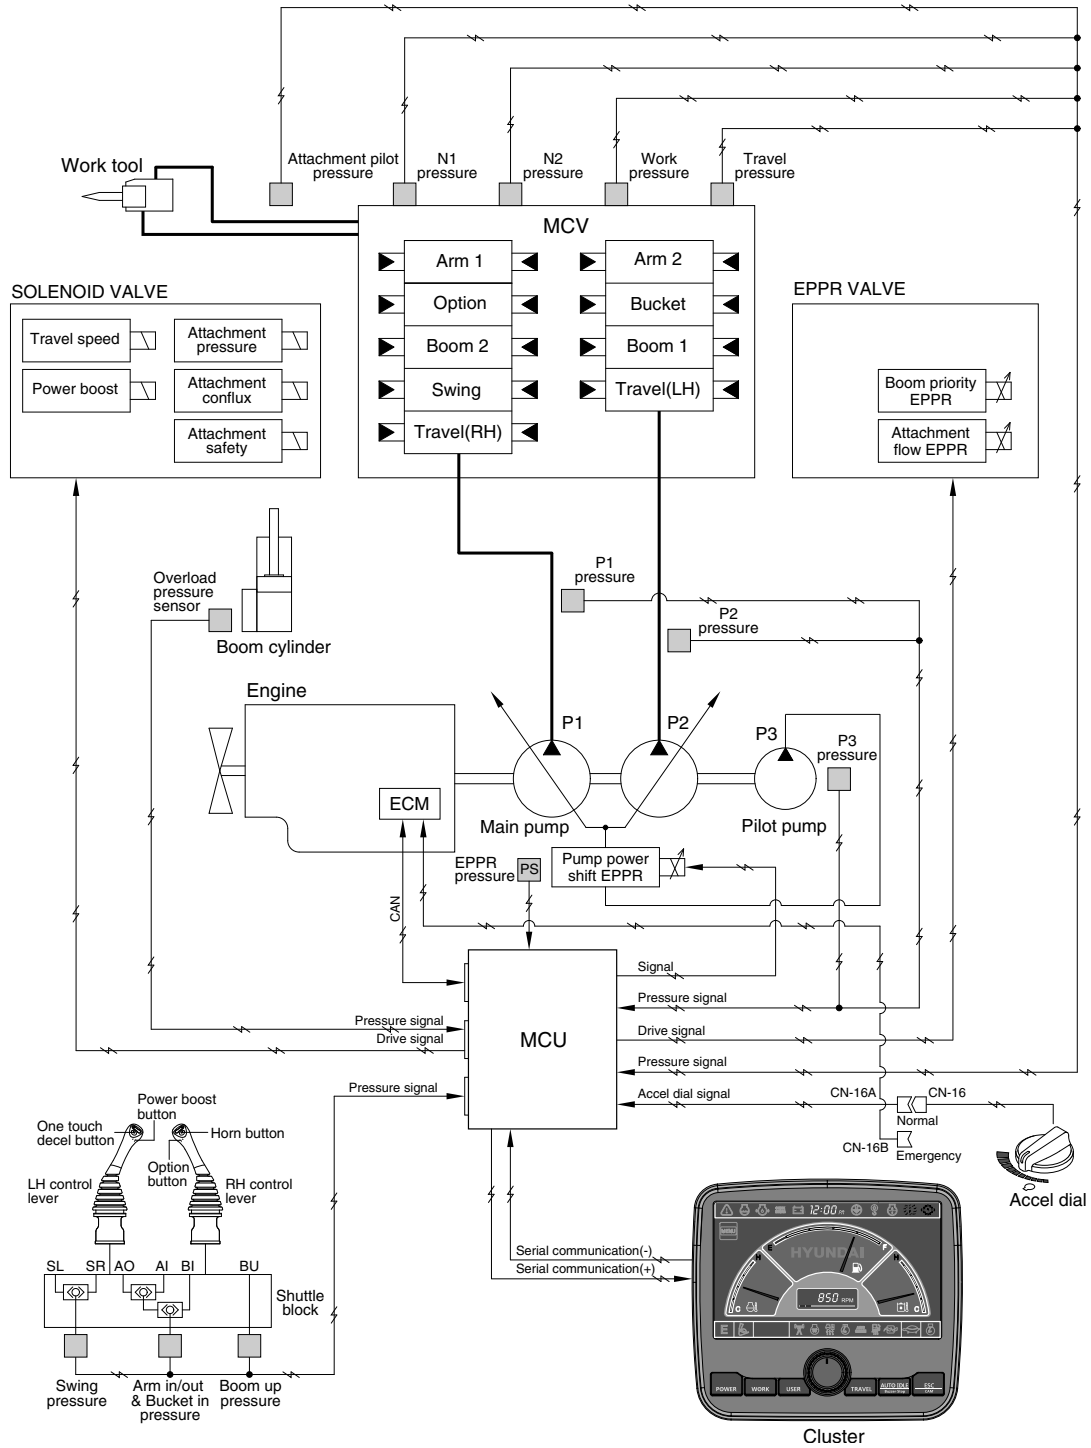 Attachment pilot
pressure
N1
pressure
N2
pressure
Work
pressure
Travel
pressure
Work tool
MCV
Arm 1
Option
Boom 2
Swing
Travel(RH)
Arm 2
Bucket
Boom 1
Travel(LH)
SOLENOID VALVE
Travel speed
Attachment
pressure
Power boost
Attachment
conflux
Attachment
safety
EPPR VALVE
Boom priority
EPPR
Attachment
flow EPPR
Overload
pressure
sensor
Boom cylinder
P1
pressure
P2
pressure
Engine
P1
P2
P3
P3
pressure
ECM
Main pump
Pilot pump
EPPR
pressure
PS
Pump power
shift EPPR
CAN
MCU
Signal
Pressure signal
Drive signal
Pressure signal
Accel dial signal
Pressure signal
Drive signal
Pressure signal
CN-16A
CN-16
Normal
CN-16B
Emergency
Accel dial
Power boost
button
One touch
decel button
Horn button
Option
button
LH control
lever
RH control
lever
SL
SR
AO
AI
BI
BU
Shuttle
block
Swing
pressure
Arm in/out
& Bucket in
pressure
Boom up
pressure
Serial communication(-)
Serial communication(+)
12:00
MENU
HYUNDAI
E
F
H
H
C
C
850 RPM
E
POWER
WORK
USER
TRAVEL
AUTO IDLE
Buzzer Stop
ESC
CAM
Cluster